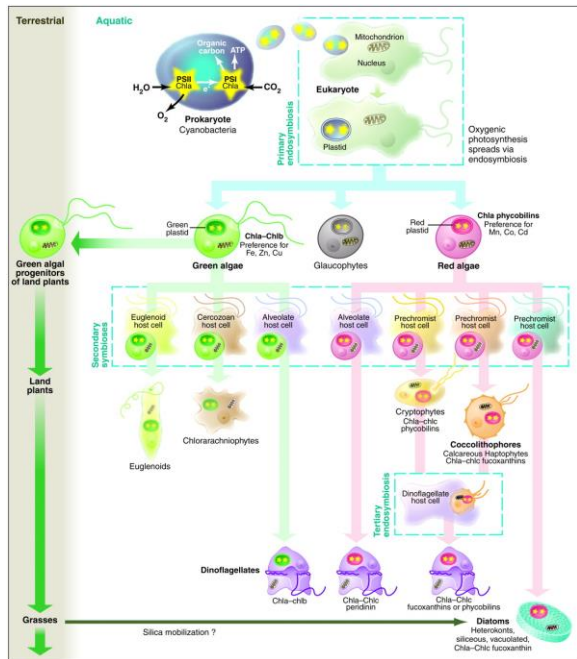 Terrestrial
Aquatic
Organic
carbon
ATP
PSII
Chla
PSI
Chla
H2O
CO2
O2
Prokaryote
Cyanobacteria
Mitochondrion
Nucleus
Eukaryote
Plastid
Primary
endosymbiosis
Oxygenic
photosynthesis
spreads via
endosymbiosis
Green algal
progenitors
of land plants
Green
plastid
Chla–Chlb
Preference for
Fe, Zn, Cu
Green algae
Glaucophytes
Red
plastid
Chla phycobilins
Preference for
Mn, Co, Cd
Red algae
Secondary
symbioses
Euglenoid
host cell
Cercozoan
host cell
Alveolate
host cell
Alveolate
host cell
Prechromist
host cell
Prechromist
host cell
Prechromist
host cell
Land
plants
Euglenoids
Chlorarachniophytes
Cryptophytes
Chla–chlc
phycobilins
Coccolithophores
Calcareous Haptophytes
Chla–chlc fucoxanthins
Tertiary
endosymbiosis
Dinoflagellate
host cell
Dinoflagellates
Chla–chlb
Chla–Chlc
peridinin
Chla–Chlc
fucoxanthins or phycobilins
Grasses
Silica mobilization ?
Diatoms
Heterokonts,
siliceous, vacuolated,
Chla–Chlc fucoxanthin